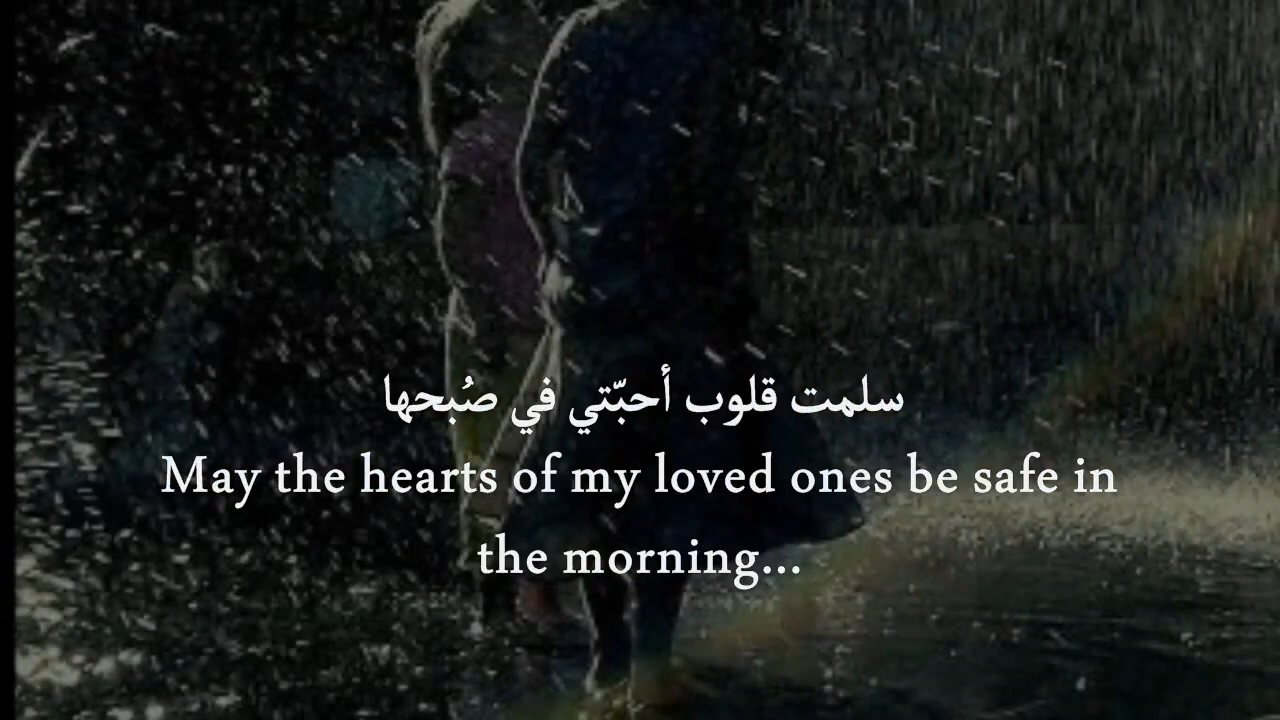 سلمت قلوب أحبّتي في صُبحها
May the hearts of my loved ones be safe in
the morning...